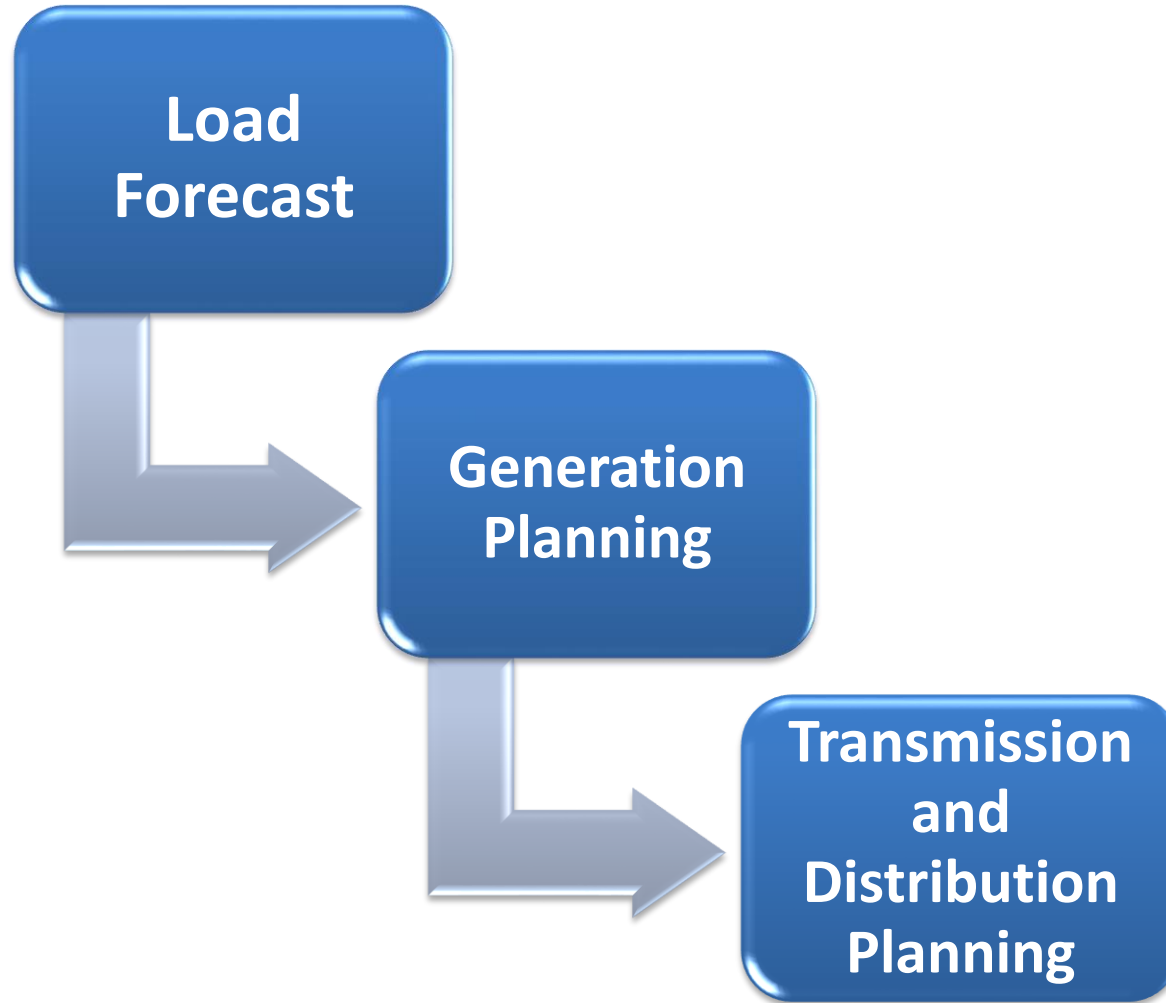 Load
Forecast
Generation
Planning
Transmission
and
Distribution
Planning